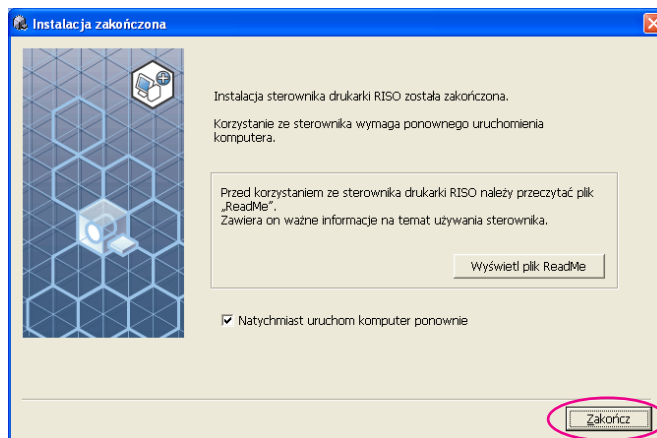 Instalacja zakończona
Instalacja sterownika drukarki RISO została zakończona.
Korzystanie ze sterownika wymaga ponownego uruchomienia
komputera.
Przed korzystaniem ze sterownika drukarki RISO należy przeczytać plik
„ReadMe”.
Zawiera on ważne informacje na temat używania sterownika.
Wyświetl plik ReadMe
Natychmiast uruchom komputer ponownie
Zakończ